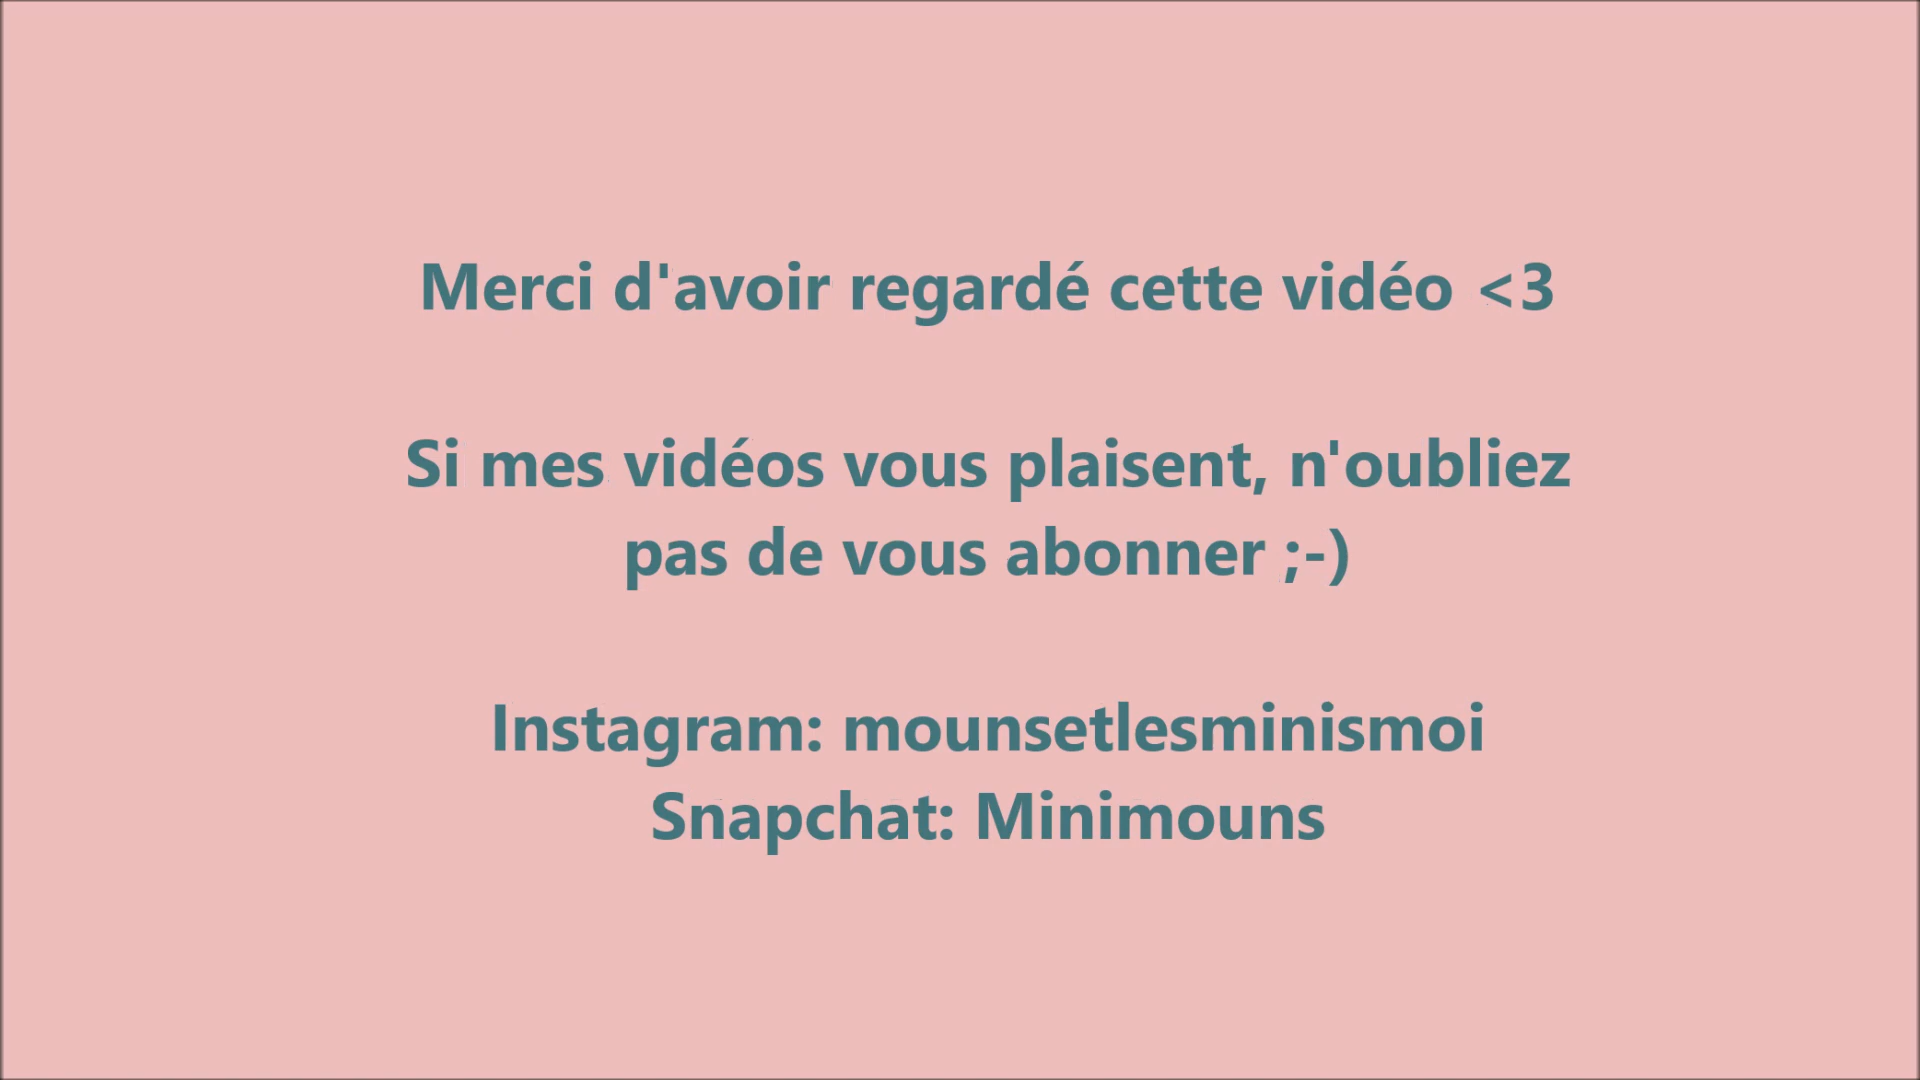 Merci d'avoir regardé cette vidéo <3
Si mes vidéos vous plaisent, n'oubliez
pas de vous abonner ;-)
Instagram: mounsetlesminismoi
Snapchat: Minimouns